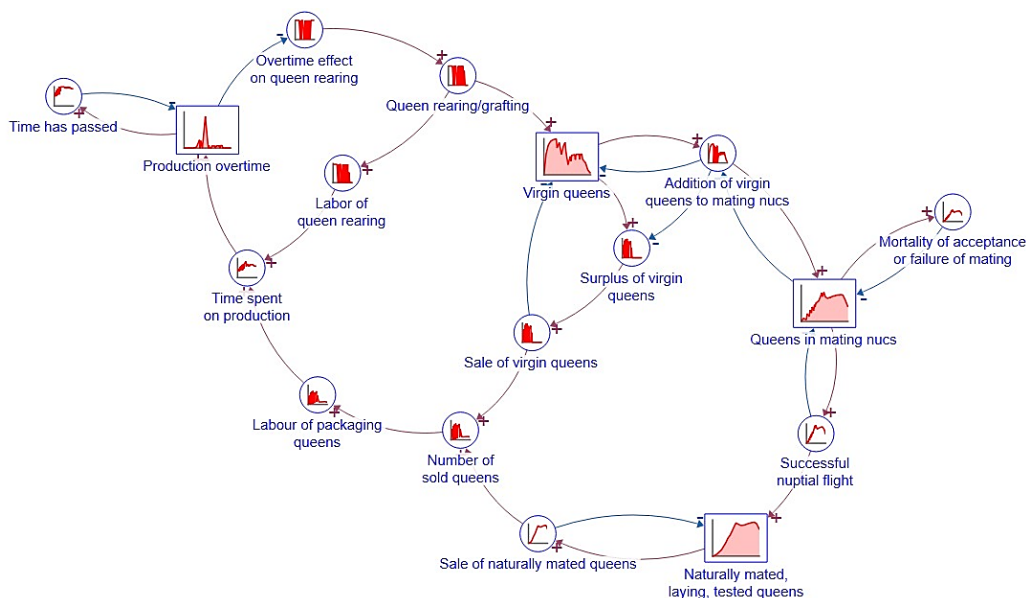 Overtime effect
on queen rearing
Queen rearing/grafting
Time has passed
Production overtime
Virgin queens
Addition of virgin
queens to mating nucs
Labor of
queen rearing
Mortality of acceptance
or failure of mating
Surplus of virgin
queens
Time spent
on production
Queens in mating nucs
Sale of virgin queens
Labour of packaging
queens
Number of
sold queens
Successful
nuptial flight
Sale of naturally mated queens
Naturally mated,
laying, tested queens